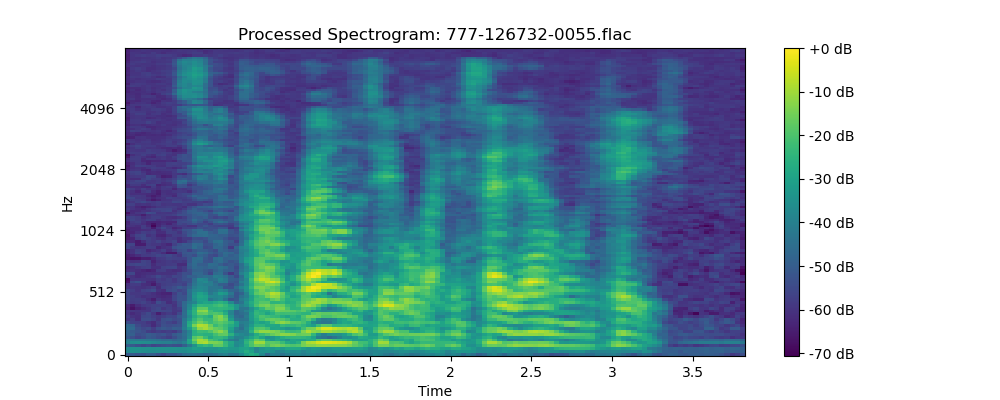 Processed Spectrogram: 777-126732-0055.flac
Hz
4096
2048
1024
512
0
0 0.5 1 1.5 2 2.5 3 3.5
Time
+0 dB
-10 dB
-20 dB
-30 dB
-40 dB
-50 dB
-60 dB
-70 dB